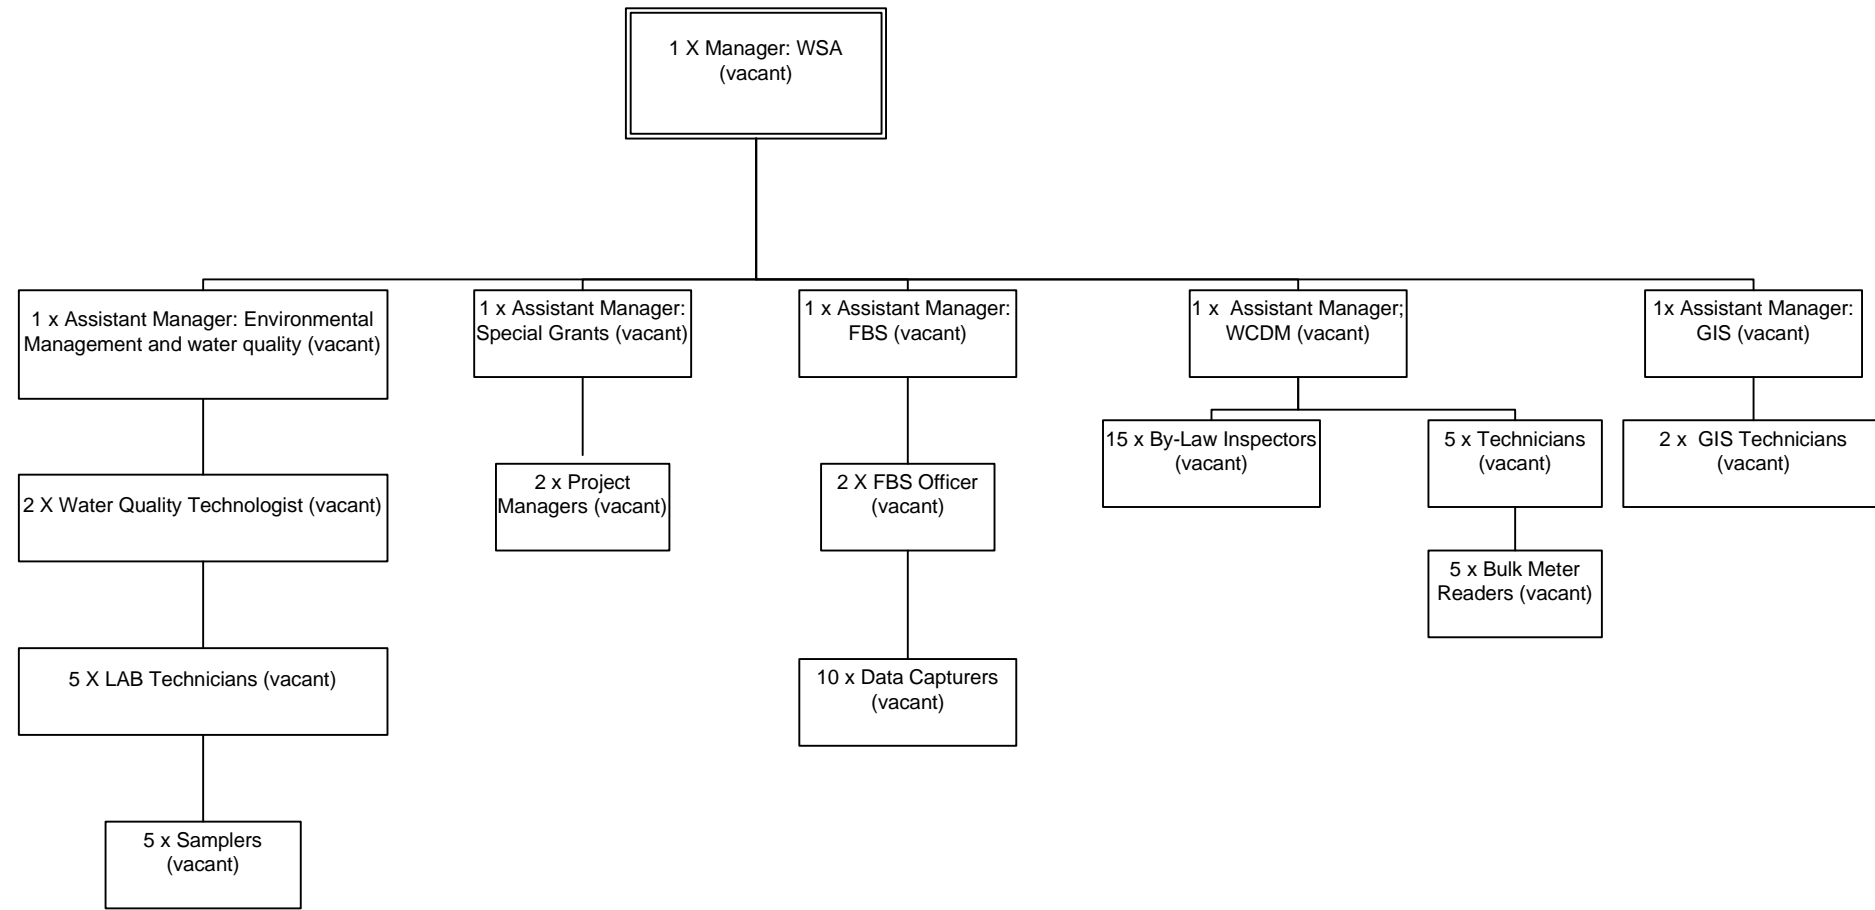 1 X Manager: WSA
(vacant)
1 x Assistant Manager: Environmental
Management and water quality (vacant)
1 x Assistant Manager:
Special Grants (vacant)
1 x Assistant Manager:
FBS (vacant)
1 x  Assistant Manager;
WCDM (vacant)
1x Assistant Manager:
GIS (vacant)
2 X Water Quality Technologist (vacant)
2 x Project
Managers (vacant)
2 X FBS Officer
(vacant)
15 x By-Law Inspectors
(vacant)
5 x Technicians
(vacant)
2 x  GIS Technicians
(vacant)
5 x Bulk Meter
Readers (vacant)
5 X LAB Technicians (vacant)
10 x Data Capturers
(vacant)
5 x Samplers
(vacant)